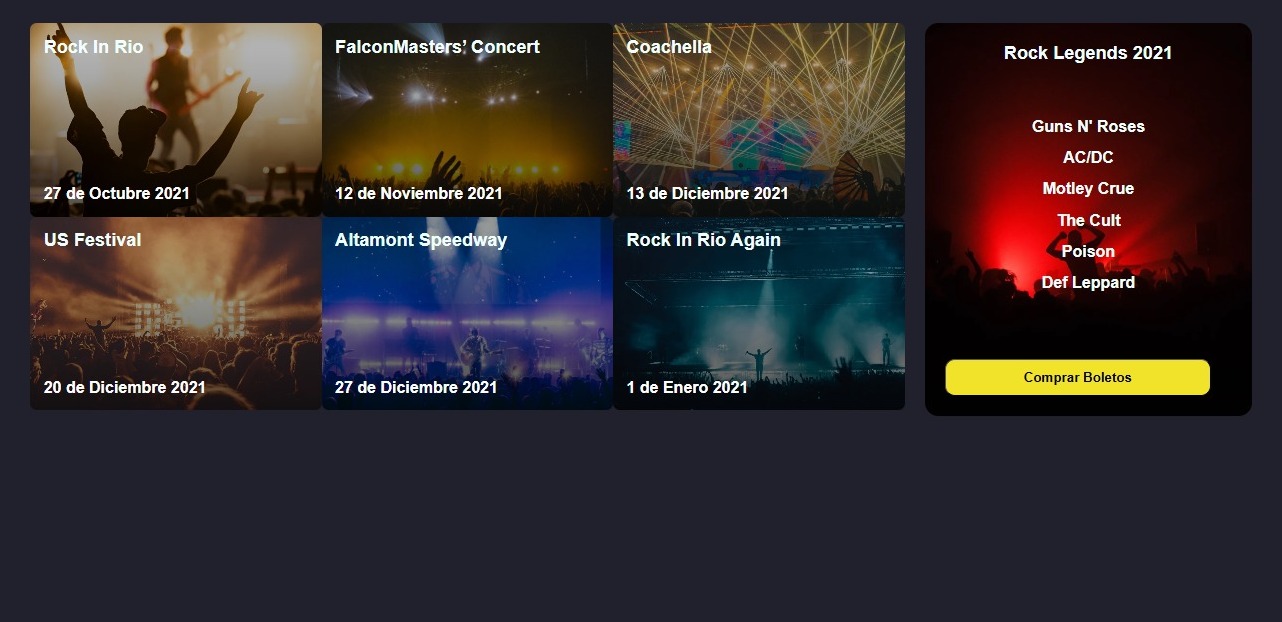 Rock In Rio
FalconMasters’ Concert
Coachella
27 de Octubre 2021
12 de Noviembre 2021
13 de Diciembre 2021
US Festival
Altamont Speedway
Rock In Rio Again
20 de Diciembre 2021
27 de Diciembre 2021
1 de Enero 2021
Rock Legends 2021
Guns N' Roses
AC/DC
Motley Crue
The Cult
Poison
Def Leppard
Comprar Boletos